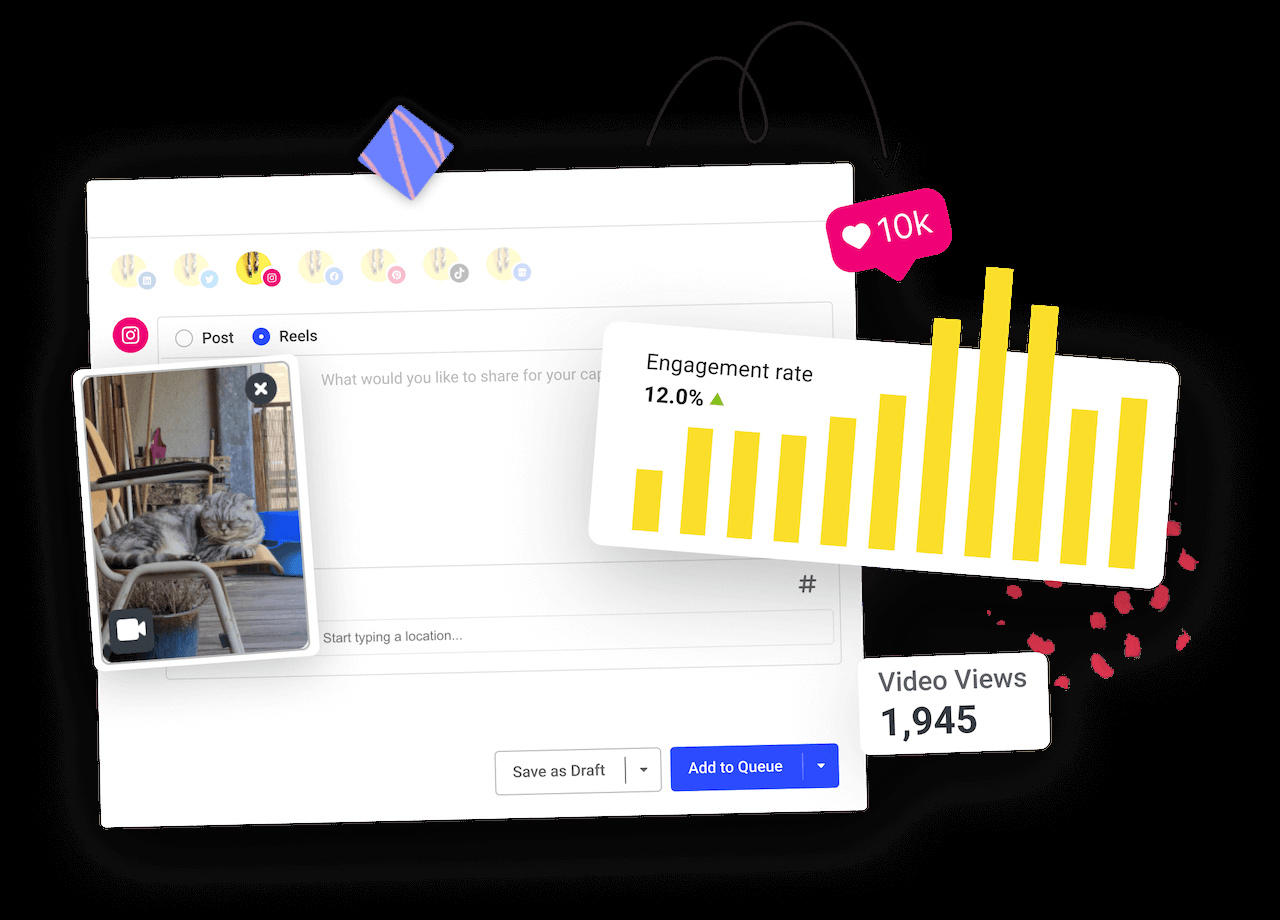 10k
Post
Reels
What would you like to share for your cap
Engagement rate
12.0%
#
Start typing a location...
Video Views
1,945
Save as Draft
Add to Queue